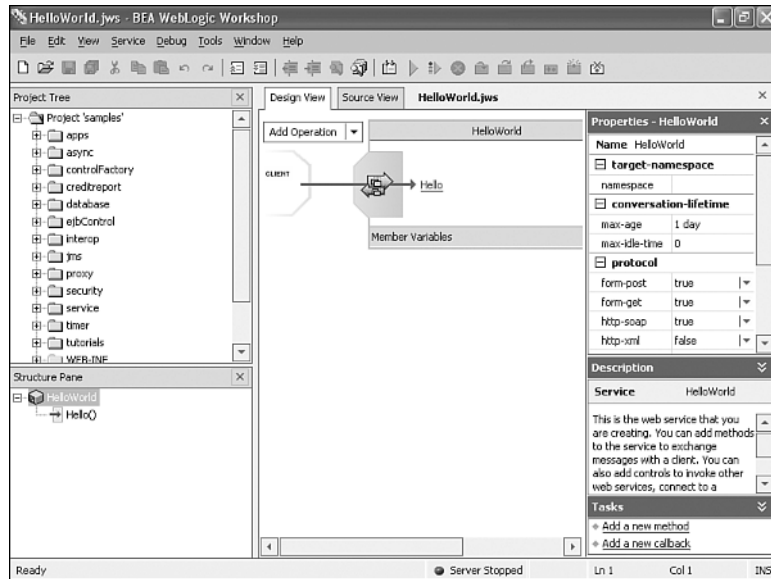 HelloWorld.jws - BEA WebLogic Workshop
File Edit View Service Debug Tools Window Help
Project Tree
Project 'samples'
apps
async
controlFactory
creditreport
database
ejbControl
interop
jms
proxy
security
service
timer
tutorials
WEB-INF
Structure Pane
HelloWorld
Hello()
Design View Source View HelloWorld.jws
Add Operation
HelloWorld
CLIENT
Hello
Member Variables
Properties - HelloWorld
Name HelloWorld
target-namespace
namespace
conversation-lifetime
max-age 1 day
max-idle-time 0
protocol
form-post true
form-get true
http-soap true
http-xml false
Description
Service HelloWorld
This is the web service that you
are creating. You can add methods
to the service to exchange
messages with a client. You can
also add controls to invoke other
web services, connect to a
Tasks
Add a new method
Add a new callback
Ready Server Stopped Ln 1 Col 1 INS